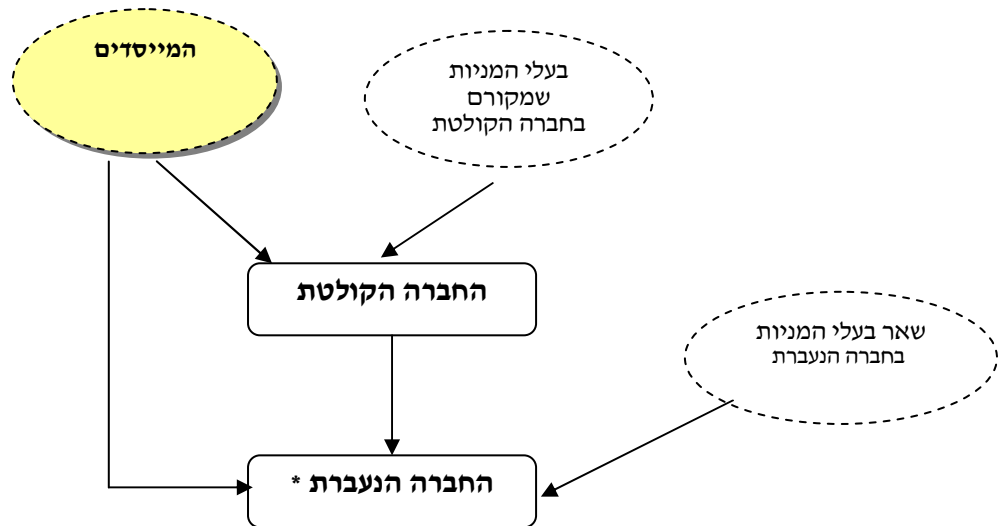 המייסדים
בעלי המניות
שמקורם
בחברה הקולטת
החברה הקולטת
שאר בעלי המניות
בחברה הנעברת
החברה הנעברת *